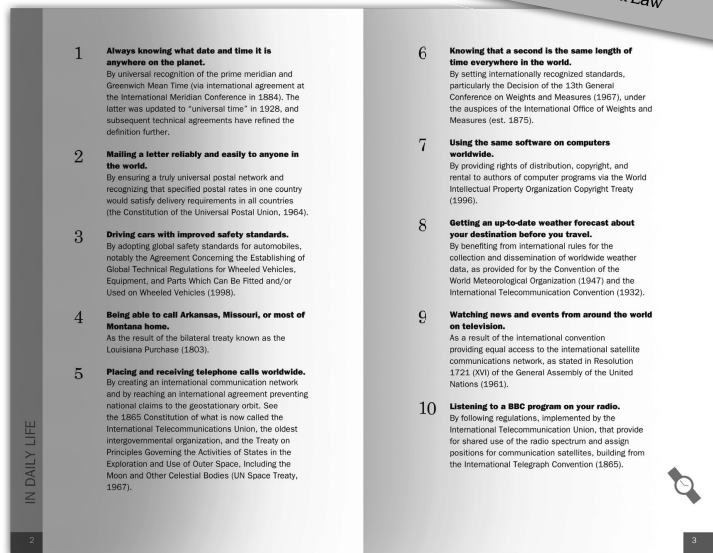 Law
1 Always knowing what date and time it is
anywhere on the planet.
By universal recognition of the prime meridian and
Greenwich Mean Time (via international agreement at
the International Meridian Conference in 1884). The
latter was updated to “universal time” in 1928, and
subsequent technical agreements have refined the
definition further.
2 Mailing a letter reliably and easily to anyone in
the world.
By ensuring a truly universal postal network and
recognizing that specified postal rates in one country
would satisfy delivery requirements in all countries
(the Constitution of the Universal Postal Union, 1964).
3 Driving cars with improved safety standards.
By adopting global safety standards for automobiles,
notably the Agreement Concerning the Establishing of
Global Technical Regulations for Wheeled Vehicles,
Equipment, and Parts Which Can Be Fitted and/or
Used on Wheeled Vehicles (1998).
4 Being able to call Arkansas, Missouri, or most of
Montana home.
As the result of the bilateral treaty known as the
Louisiana Purchase (1803).
5 Placing and receiving telephone calls worldwide.
By creating an international communication network
and by reaching an international agreement preventing
national claims to the geostationary orbit. See
the 1865 Constitution of what is now called the
International Telecommunications Union, the oldest
intergovernmental organization, and the Treaty on
Principles Governing the Activities of States in the
Exploration and Use of Outer Space, Including the
Moon and Other Celestial Bodies (UN Space Treaty,
1967).
IN DAILY LIFE
2
6 Knowing that a second is the same length of
time everywhere in the world.
By setting internationally recognized standards,
particularly the Decision of the 13th General
Conference on Weights and Measures (1967), under
the auspices of the International Office of Weights and
Measures (est. 1875).
7 Using the same software on computers
worldwide.
By providing rights of distribution, copyright, and
rental to authors of computer programs via the World
Intellectual Property Organization Copyright Treaty
(1996).
8 Getting an up-to-date weather forecast about
your destination before you travel.
By benefiting from international rules for the
collection and dissemination of worldwide weather
data, as provided for by the Convention of the
World Meteorological Organization (1947) and the
International Telecommunication Convention (1932).
9 Watching news and events from around the world
on television.
As a result of the international convention
providing equal access to the international satellite
communications network, as stated in Resolution
1721 (XVI) of the General Assembly of the United
Nations (1961).
10 Listening to a BBC program on your radio.
By following regulations, implemented by the
International Telecommunication Union, that provide
for shared use of the radio spectrum and assign
positions for communication satellites, building from
the International Telegraph Convention (1865).
3